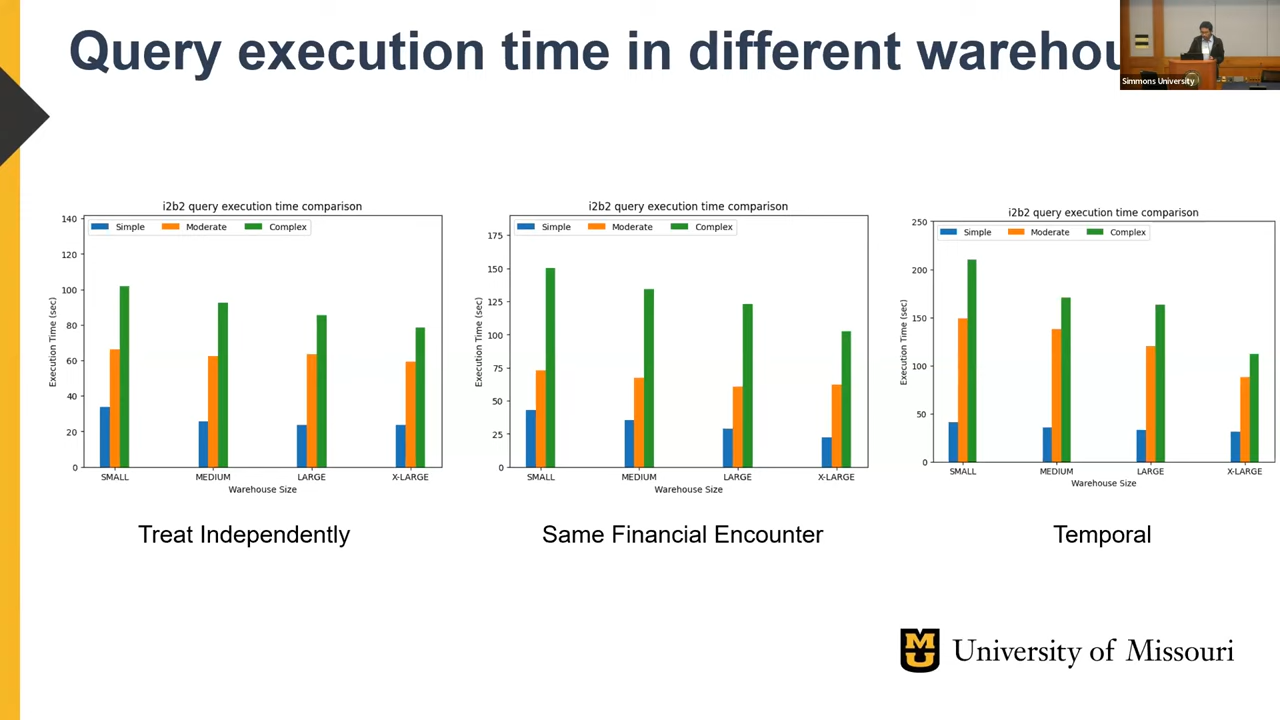 Query execution time in different warehou
Simmons University
i2b2 query execution time comparison
Simple Moderate Complex
140
120
100
80
60
40
20
0
Execution Time (sec)
SMALL MEDIUM LARGE X-LARGE
Warehouse Size
Treat Independently
i2b2 query execution time comparison
Simple Moderate Complex
175
150
125
100
75
50
25
0
Execution Time (sec)
SMALL MEDIUM LARGE X-LARGE
Warehouse Size
Same Financial Encounter
i2b2 query execution time comparison
Simple Moderate Complex
250
200
150
100
50
0
Execution Time (sec)
SMALL MEDIUM LARGE X-LARGE
Warehouse Size
Temporal
MU
University of Missouri